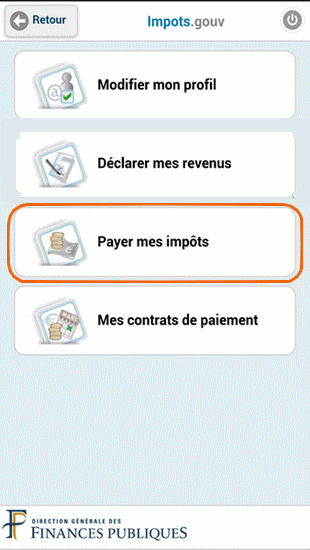 Retour
Impots.gouv
Modifier mon profil
Déclarer mes revenus
Payer mes impôts
Mes contrats de paiement
DIRECTION GÉNÉRALE DES
FINANCES PUBLIQUES